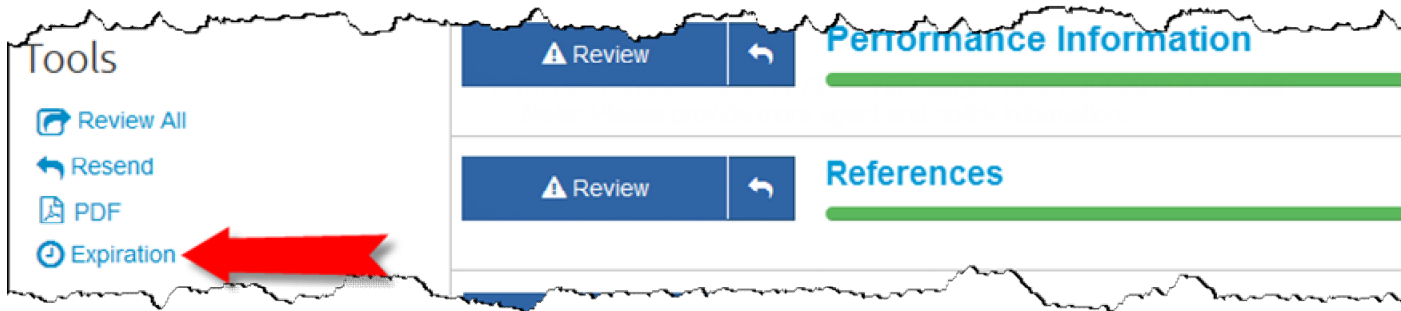 Tools
Review All
Resend
PDF
Expiration
Review
Performance Information
Review
References